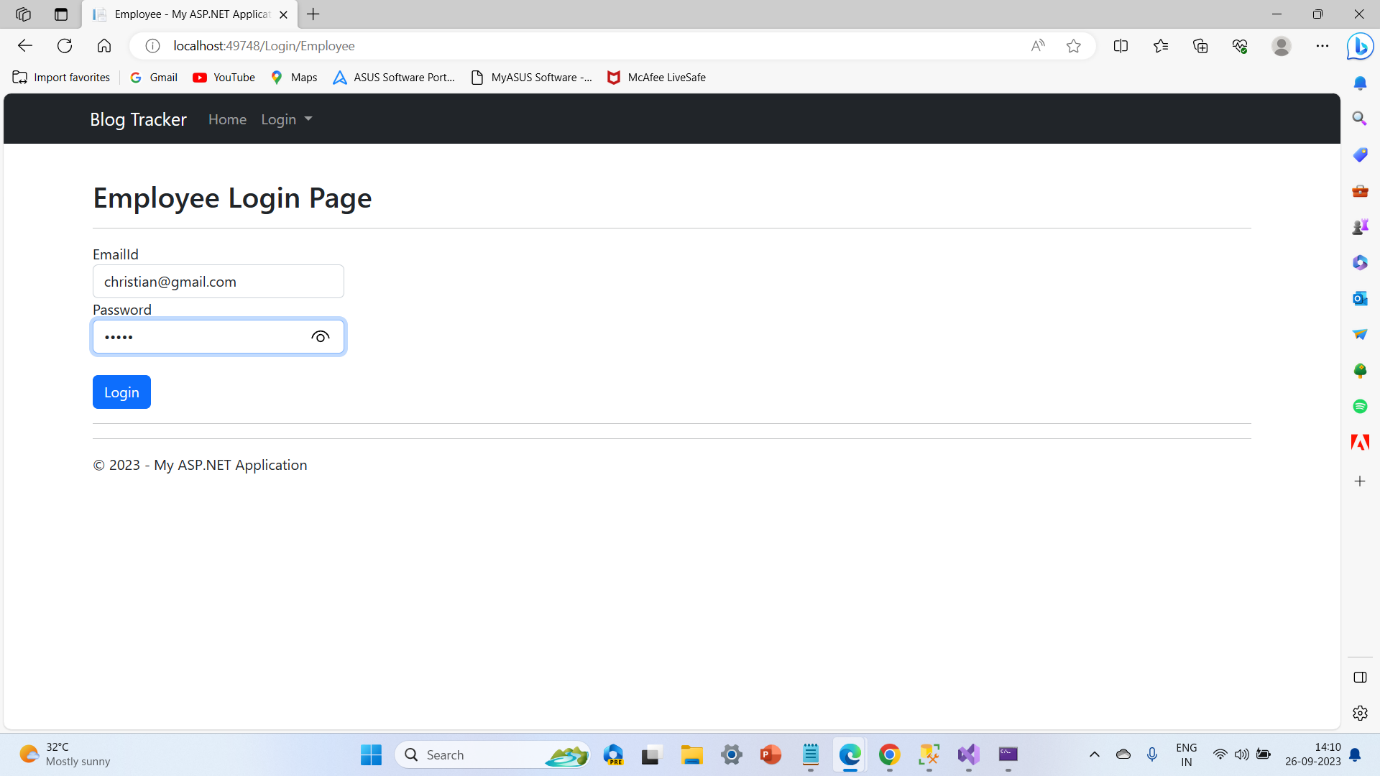 Employee - My ASP.NET Applicat
localhost:49748/Login/Employee
Import favorites
Gmail
YouTube
Maps
ASUS Software Port...
MyASUS Software -...
McAfee LiveSafe
Blog Tracker
Home
Login
Employee Login Page
EmailId
christian@gmail.com
Password
•••••
Login
© 2023 - My ASP.NET Application
32°C
Mostly sunny
Search
PRE
ENG
IN
14:10
26-09-2023